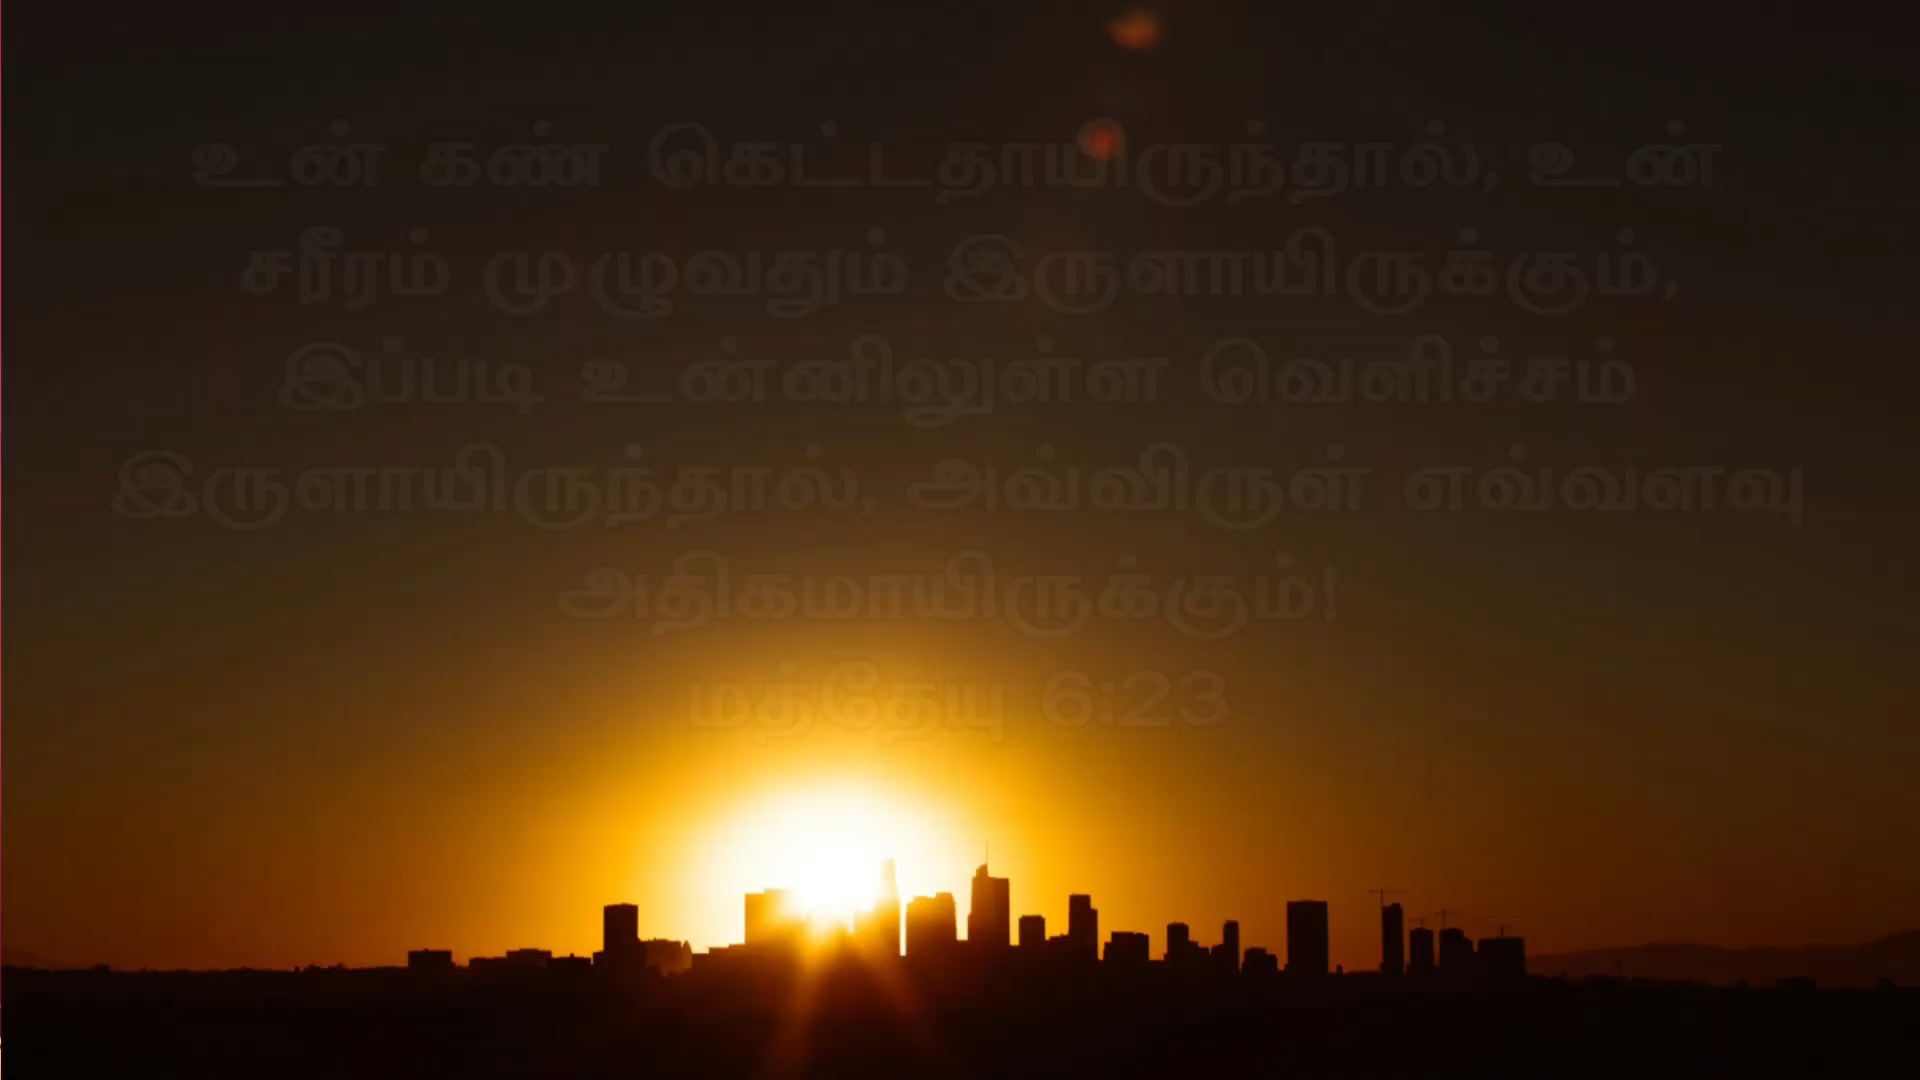 உன் கண் கெட்டதாயிருந்தால், உன்
சரீரம் முழுவதும் இருளாயிருக்கும்,
இப்படி உன்னிலுள்ள வெளிச்சம்
இருளாயிருந்தால், அவ்விருள் எவ்வளவு
அதிகமாயிருக்கும்!
மத்தேயு 6:23